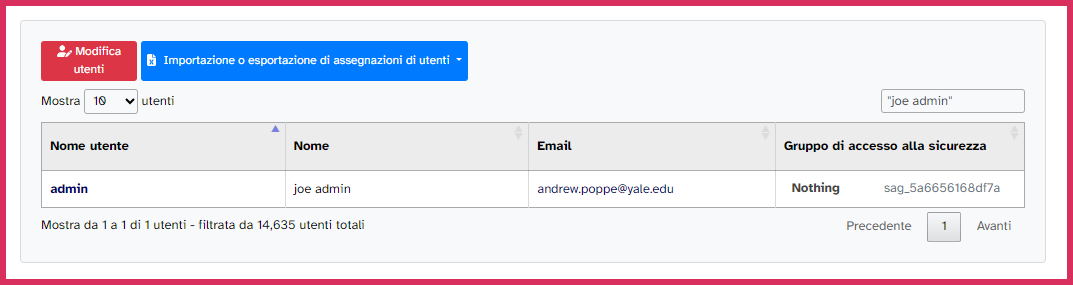 Modifica
utenti
Importazione o esportazione di assegnazioni di utenti
Mostra 10 utenti
"joe admin"
Nome utente Nome Email Gruppo di accesso alla sicurezza
admin joe admin andrew.poppe@yale.edu Nothing sag_5a6656168df7a
Mostra da 1 a 1 di 1 utenti - filtrata da 14,635 utenti totali
Precedente 1 Avanti